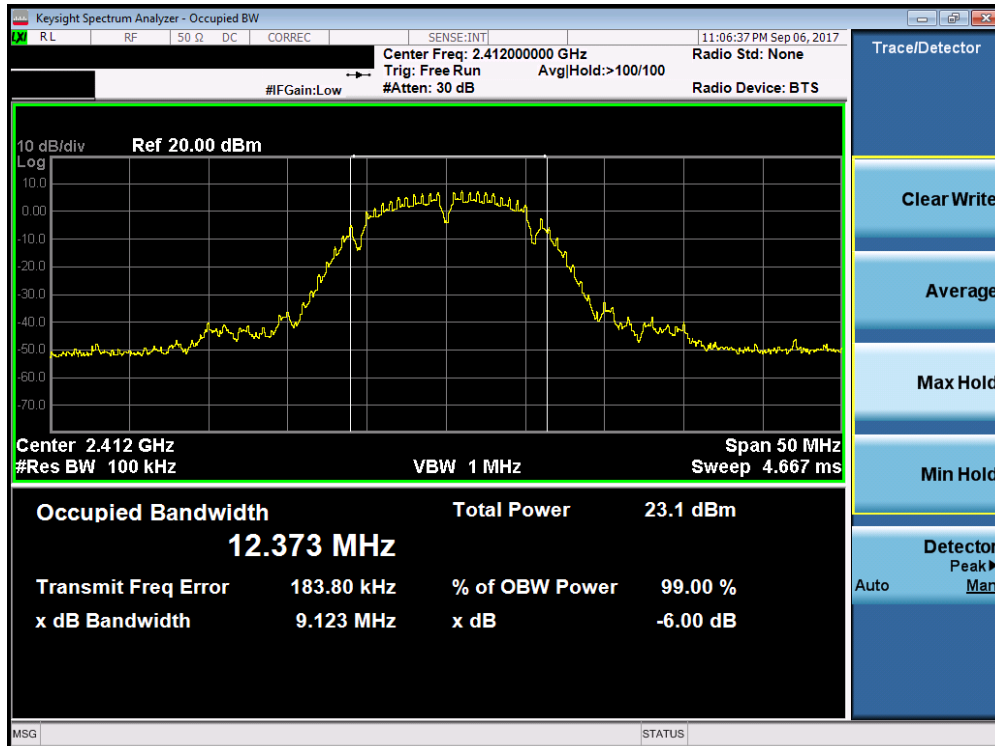 Keysight Spectrum Analyzer - Occupied BW
LXI RL RF 50 Ω DC CORREC SENSE:INT 11:06:37 PM Sep 06, 2017
Center Freq: 2.412000000 GHz Radio Std: None
Trig: Free Run Avg|Hold:>100/100
#IFGain:Low #Atten: 30 dB Radio Device: BTS
10 dB/div Ref 20.00 dBm
Log
10.0
0.00
-10.0
-20.0
-30.0
-40.0
-50.0
-60.0
-70.0
Center 2.412 GHz Span 50 MHz
#Res BW 100 kHz VBW 1 MHz Sweep 4.667 ms
Occupied Bandwidth Total Power 23.1 dBm
12.373 MHz
Transmit Freq Error 183.80 kHz % of OBW Power 99.00 %
x dB Bandwidth 9.123 MHz x dB -6.00 dB
MSG STATUS
Trace/Detector
Clear Write
Average
Max Hold
Min Hold
Detector
Peak▶
Auto Man